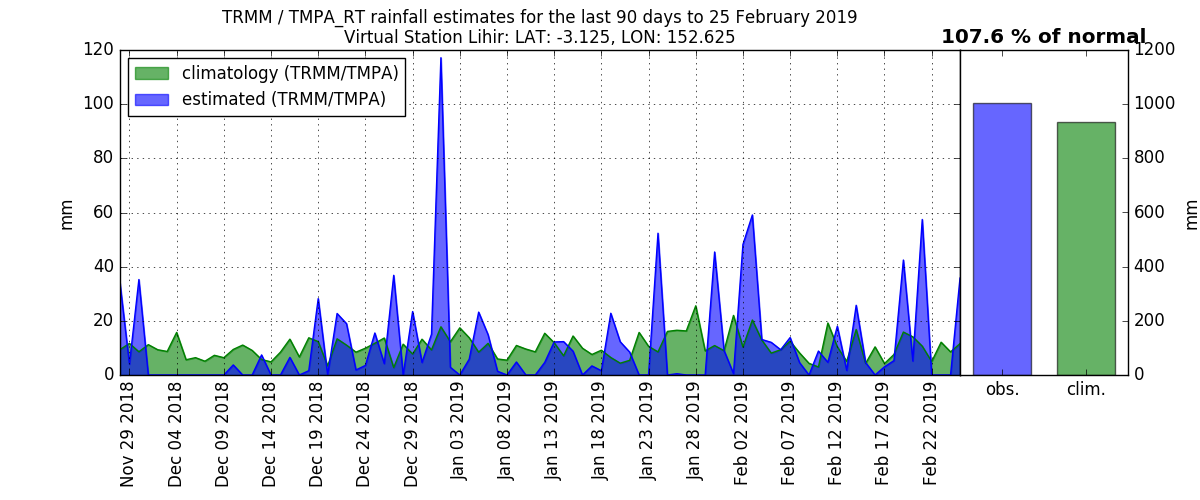 TRMM / TMPA_RT rainfall estimates for the last 90 days to 25 February 2019
Virtual Station Lihir: LAT: -3.125, LON: 152.625
107.6 % of normal
climatology (TRMM/TMPA)
estimated (TRMM/TMPA)
120
100
80
60
40
20
0
mm
1200
1000
800
600
400
200
0
mm
Nov 29 2018
Dec 04 2018
Dec 09 2018
Dec 14 2018
Dec 19 2018
Dec 24 2018
Dec 29 2018
Jan 03 2019
Jan 08 2019
Jan 13 2019
Jan 18 2019
Jan 23 2019
Jan 28 2019
Feb 02 2019
Feb 07 2019
Feb 12 2019
Feb 17 2019
Feb 22 2019
obs.
clim.